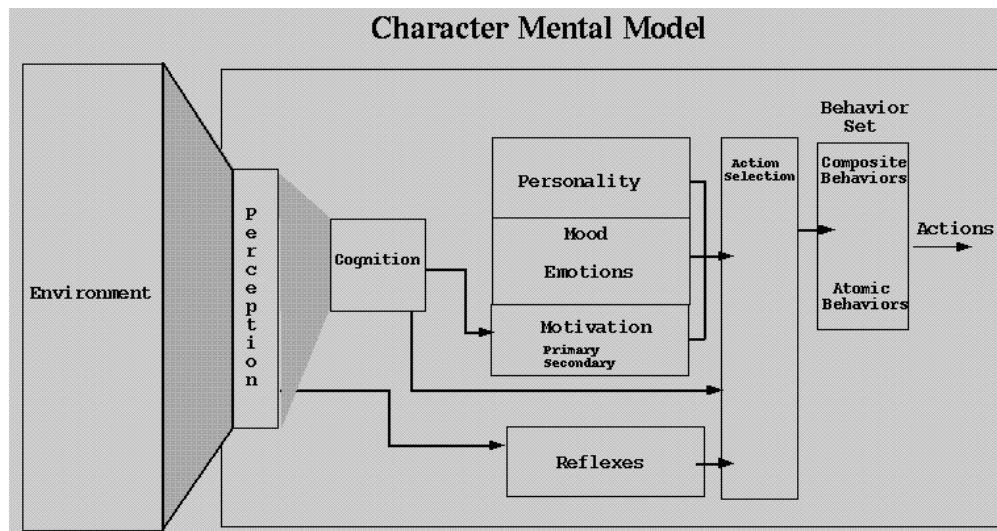 Character Mental Model
Environment
Perception
Cognition
Personality
Mood
Emotions
Motivation
Primary
Secondary
Reflexes
Action
Selection
Behavior
Set
Composite
Behaviors
Atomic
Behaviors
Actions